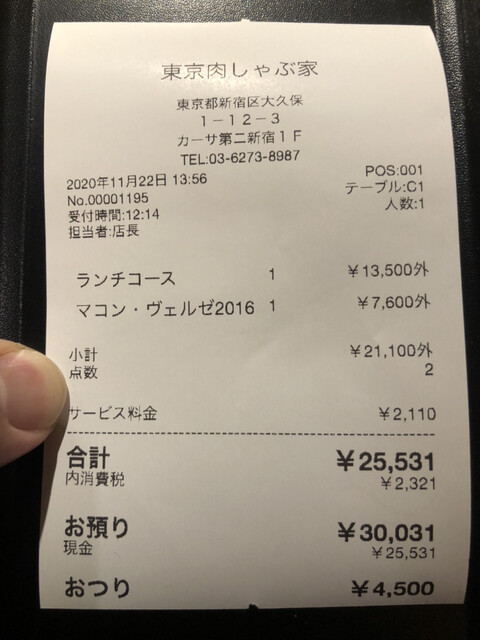 東京肉しゃぶ家
東京都新宿区大久保
1-12-3
カーサ第二新宿1F
TEL:03-6273-8987
2020年11月22日 13:56 POS:001
No.00001195 テーブル:C1
受付時間:12:14 人数:1
担当者:店長
ランチコース 1 ¥13,500外
マコン・ヴェルゼ2016 1 ¥7,600外
小計 ¥21,100外
点数 2
サービス料金 ¥2,110
合計 ¥25,531
内消費税 ¥2,321
お預り ¥30,031
現金 ¥25,531
おつり ¥4,500